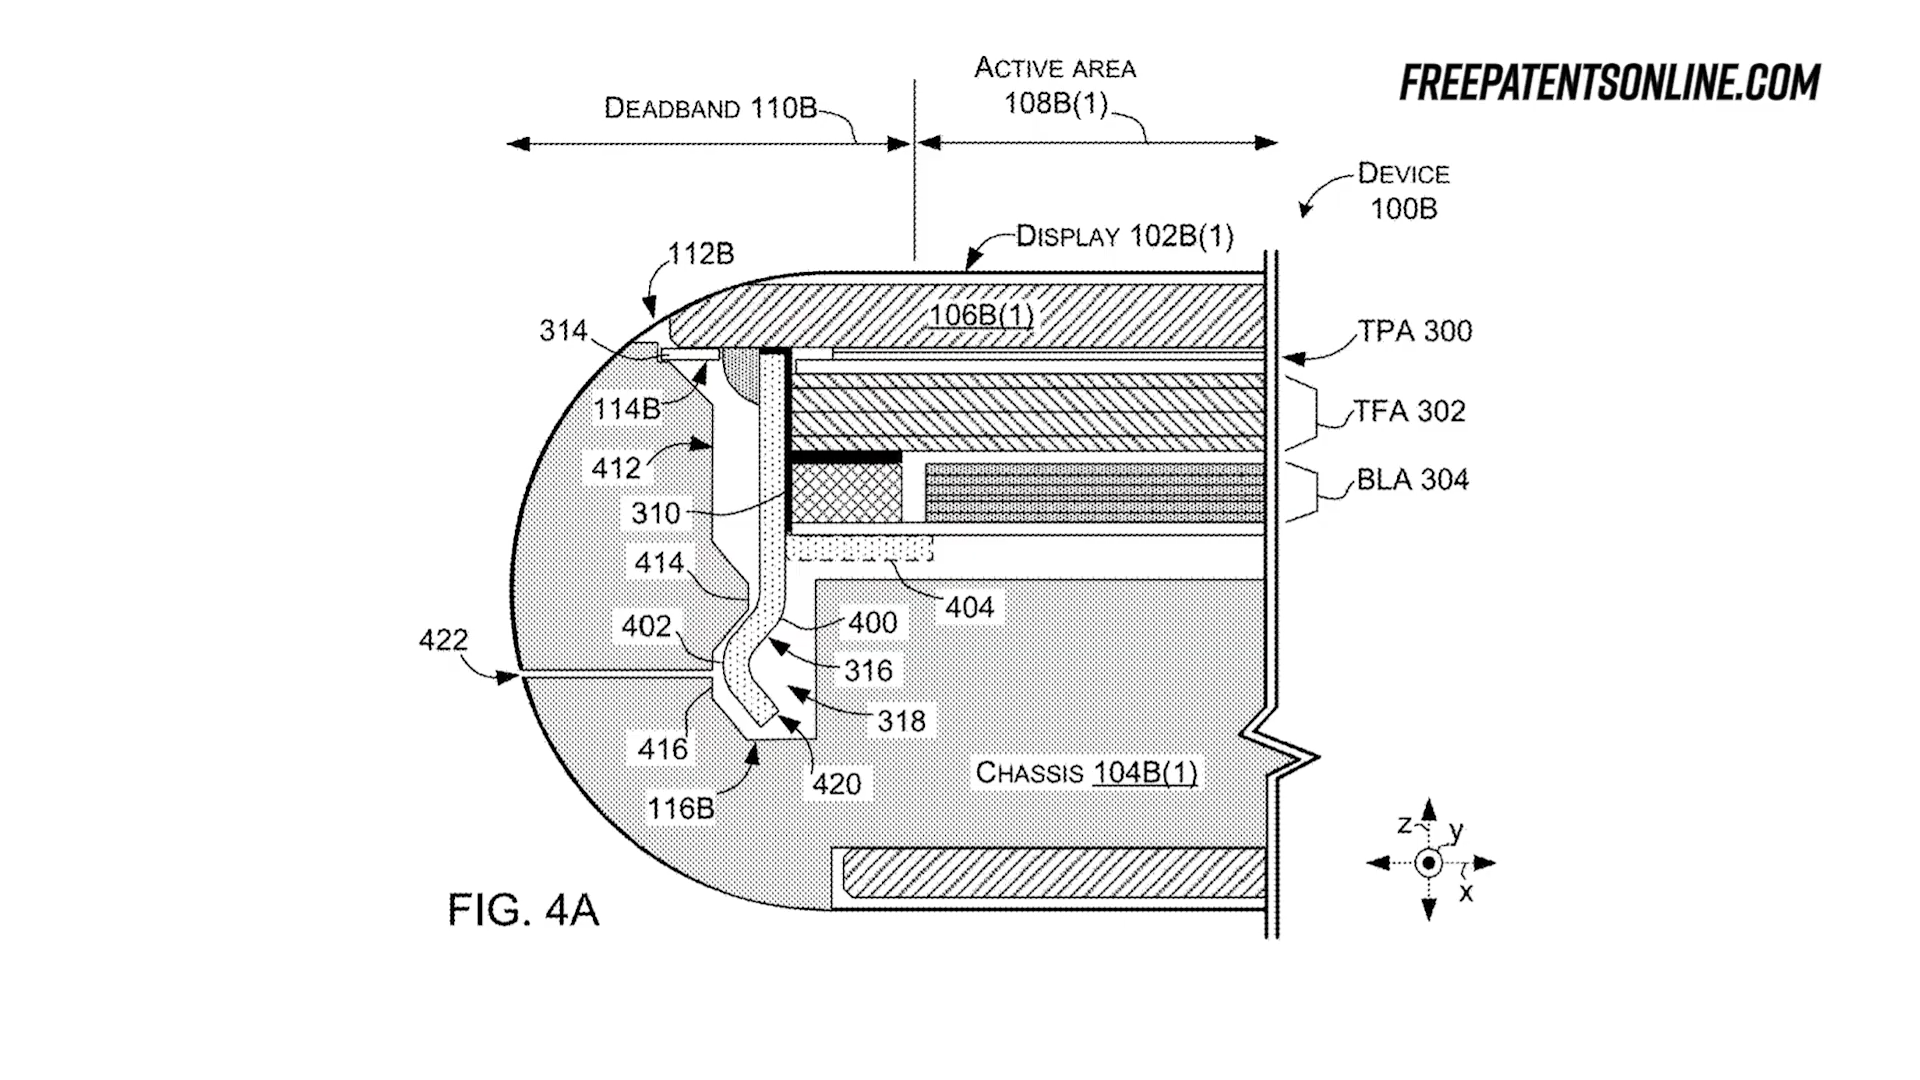 FREEPATENTSONLINE.COM
ACTIVE AREA
108B(1)
DEADBAND 110B
DEVICE
100B
DISPLAY 102B(1)
112B
106B(1)
314
TPA 300
114B
TFA 302
412
BLA 304
310
414
404
402
400
422
316
318
416
420
CHASSIS 104B(1)
116B
z
y
x
FIG. 4A